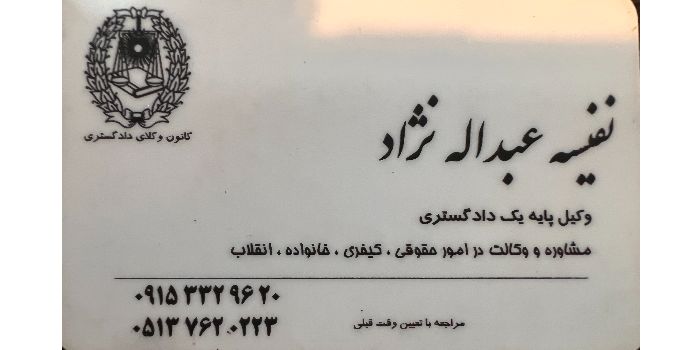 کانون وکلای دادگستری
نفیسه عبداله نژاد
وکیل پایه یک دادگستری
مشاوره و وکالت در امور حقوقی ، کیفری ، خانواده ، انقلاب
۰۹۱۵ ۳۳۲ ۹۶ ۲۰
۰۵۱۳ ۷۶۲ ۰۲۲۳
مراجعه با تعیین وقت قبلی